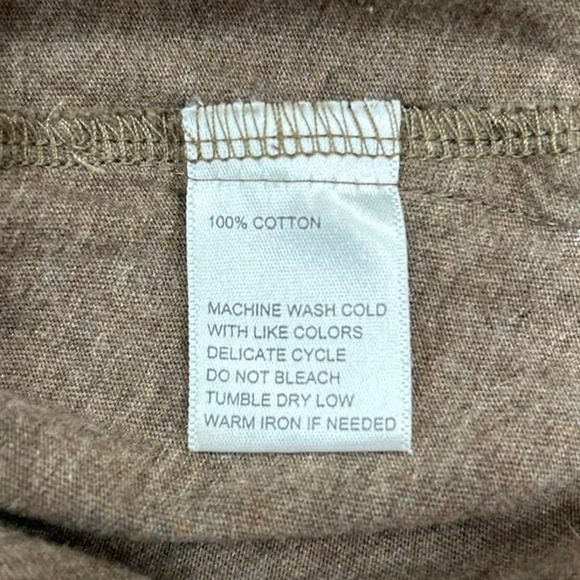 100% COTTON
MACHINE WASH COLD
WITH LIKE COLORS
DELICATE CYCLE
DO NOT BLEACH
TUMBLE DRY LOW
WARM IRON IF NEEDED